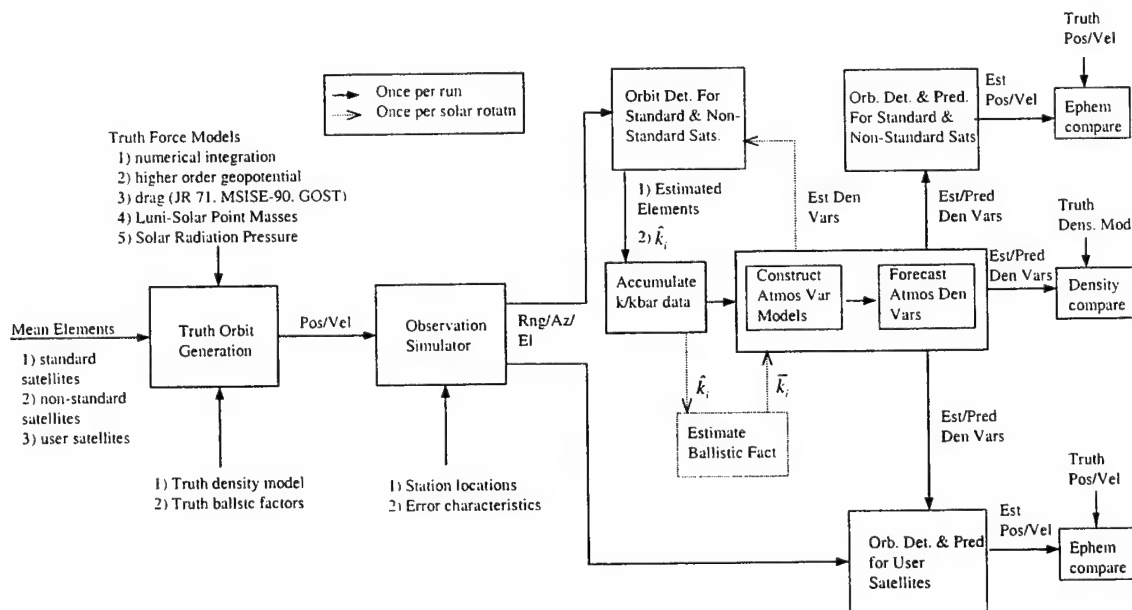 Truth
Pos/Vel
Once per run
Once per solar rotatn
Orbit Det. For
Standard & Non-
Standard Sats.
Orb. Det. & Pred.
For Standard &
Non-Standard Sats
Est
Pos/Vel
Ephem
compare
Truth Force Models
1) numerical integration
2) higher order geopotential
3) drag (JR 71, MSISE-90, GOST)
4) Luni-Solar Point Masses
5) Solar Radiation Pressure
1) Estimated
Elements
2) k̂ᵢ
Est Den
Vars
Est/Pred
Den Vars
Truth
Dens. Mod
Est/Pred
Den Vars
Density
compare
Accumulate
k/kbar data
Construct
Atmos Var
Models
Forecast
Atmos Den
Vars
Mean Elements
1) standard
satellites
2) non-standard
satellites
3) user satellites
Truth Orbit
Generation
Pos/Vel
Observation
Simulator
Rng/Az/
El
k̂ᵢ
k̄ᵢ
Estimate
Ballistic Fact
Est/Pred
Den Vars
1) Truth density model
2) Truth ballstc factors
1) Station locations
2) Error characteristics
Truth
Pos/Vel
Orb. Det. & Pred
for User
Satellites
Est
Pos/Vel
Ephem
compare